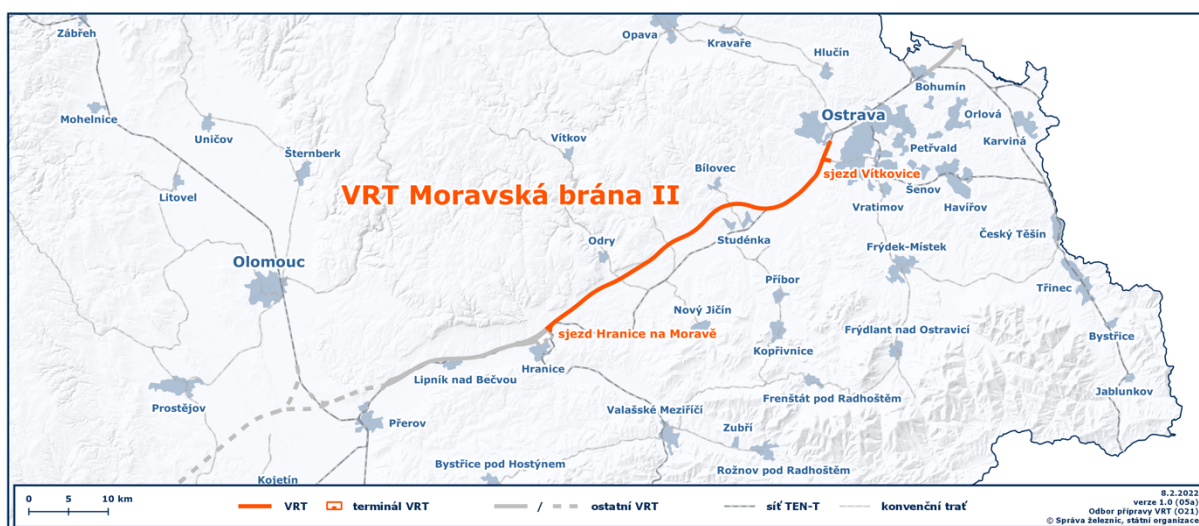 Zábřeh
Opava
Kravaře
Hlučín
Bohumín
Mohelnice
Uničov
Šternberk
Vítkov
Ostrava
Orlová
Karviná
Petřvald
Litovel
Bílovec
sjezd Vítkovice
Šenov
Havířov
Vratimov
VRT Moravská brána II
Studénka
Český Těšín
Odry
Frýdek-Místek
Olomouc
Příbor
Třinec
Nový Jičín
sjezd Hranice na Moravě
Frýdlant nad Ostravicí
Bystřice
Kopřivnice
Lipník nad Bečvou
Hranice
Prostějov
Frenštát pod Radhoštěm
Jablunkov
Přerov
Valašské Meziříčí
Zubří
Rožnov pod Radhoštěm
Bystřice pod Hostýnem
Kojetín
0 5 10 km
VRT
terminál VRT
/ ostatní VRT
síť TEN-T
konvenční trať
8.2.2022
verze 1.0 (05a)
Odbor přípravy VRT (O21)
© Správa železnic, státní organizace